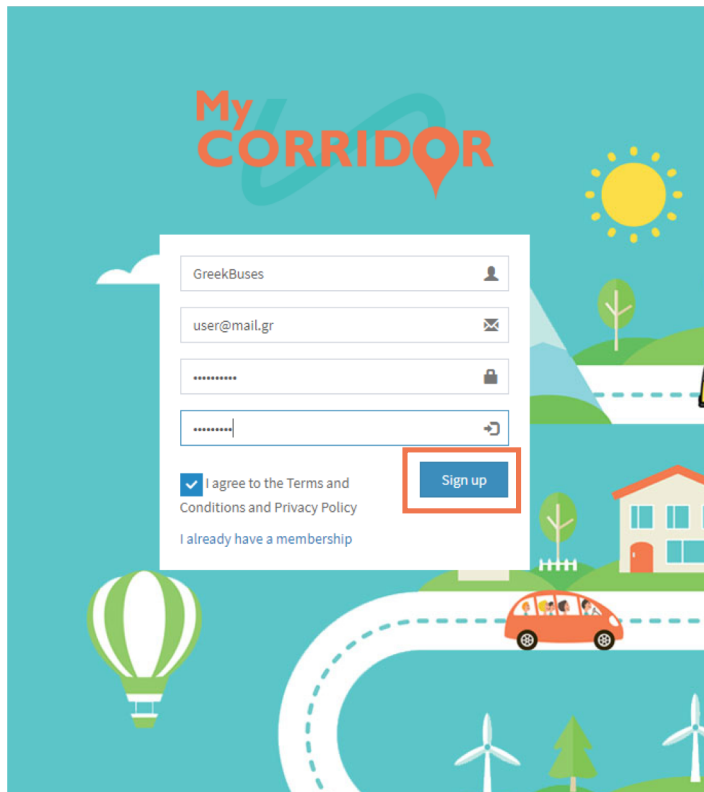 My
CORRIDOR
GreekBuses
user@mail.gr
••••••••••
•••••••••
I agree to the Terms and
Conditions and Privacy Policy
Sign up
I already have a membership